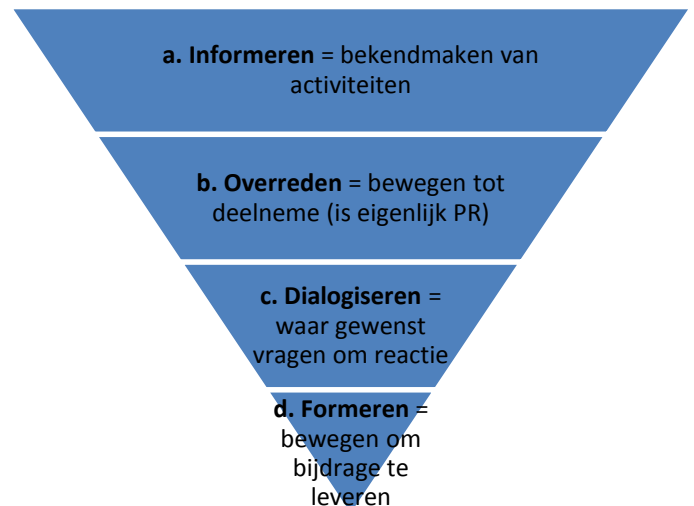 a. Informeren = bekendmaken van
activiteiten
b. Overreden = bewegen tot
deelneme (is eigenlijk PR)
c. Dialogiseren =
waar gewenst
vragen om reactie
d. Formeren =
bewegen om
bijdrage te
leveren